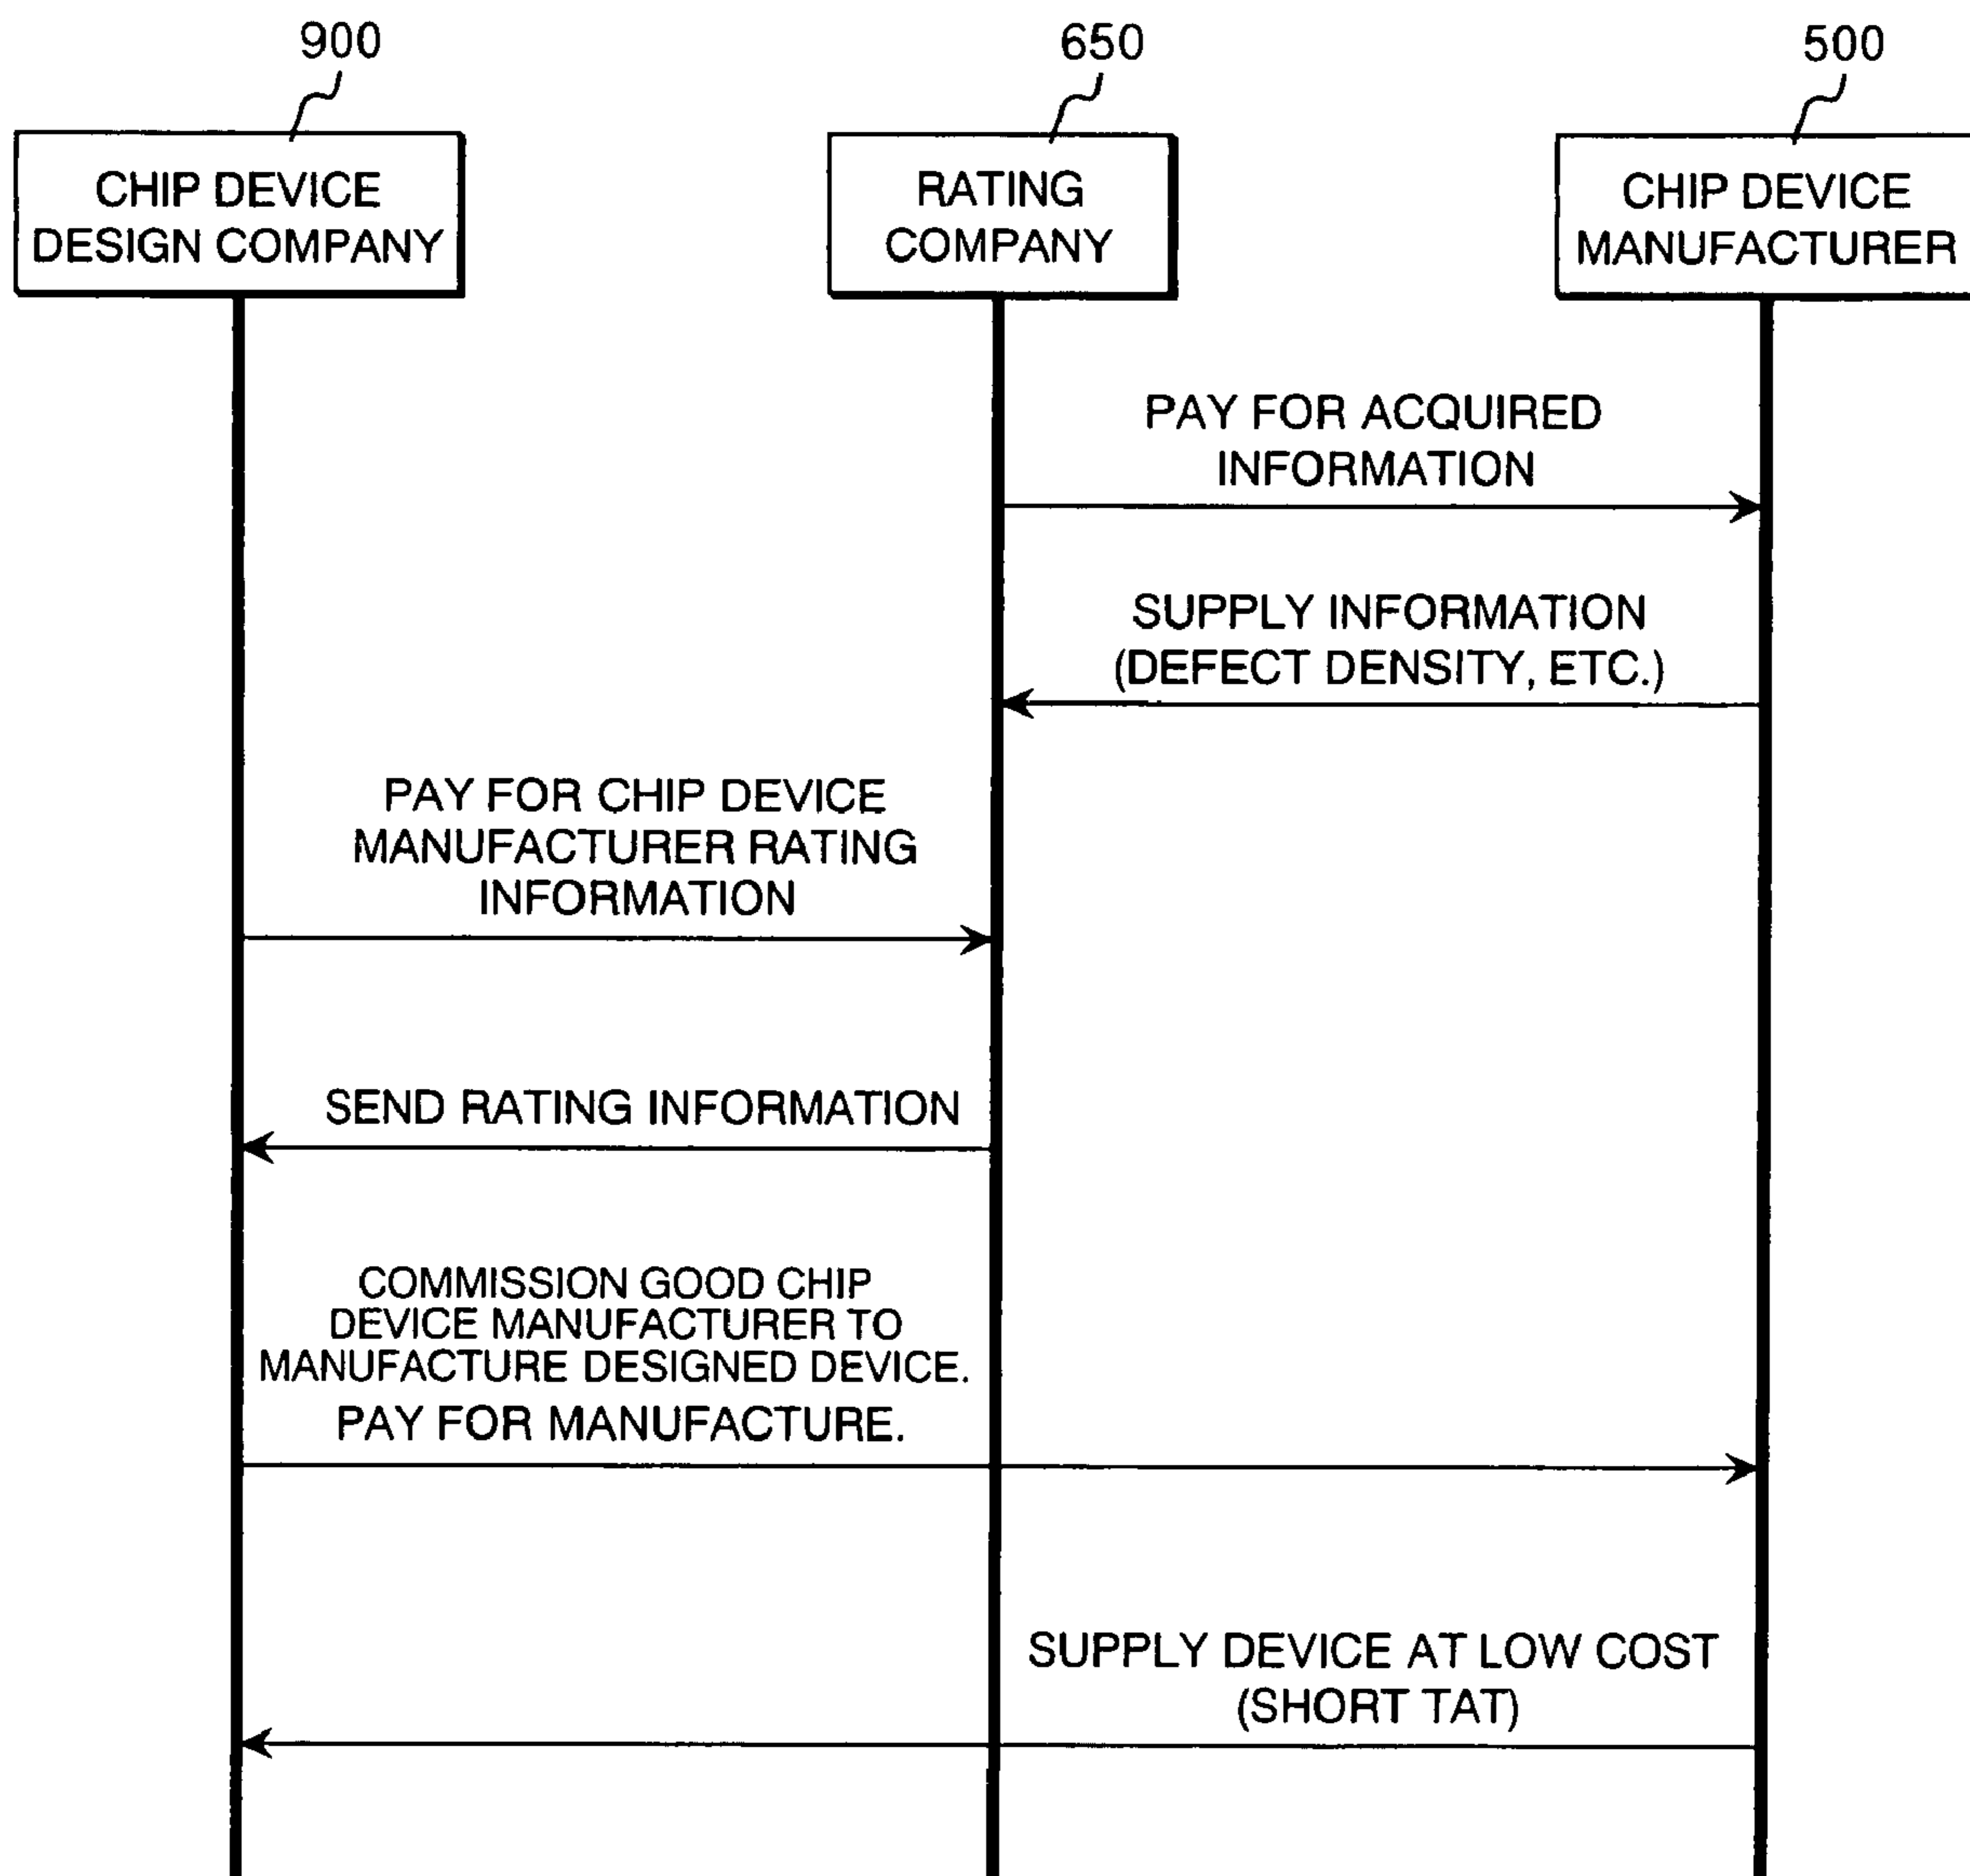 900
650
500
CHIP DEVICE
DESIGN COMPANY
RATING
COMPANY
CHIP DEVICE
MANUFACTURER
PAY FOR ACQUIRED
INFORMATION
SUPPLY INFORMATION
(DEFECT DENSITY, ETC.)
PAY FOR CHIP DEVICE
MANUFACTURER RATING
INFORMATION
SEND RATING INFORMATION
COMMISSION GOOD CHIP
DEVICE MANUFACTURER TO
MANUFACTURE DESIGNED DEVICE.
PAY FOR MANUFACTURE.
SUPPLY DEVICE AT LOW COST
(SHORT TAT)